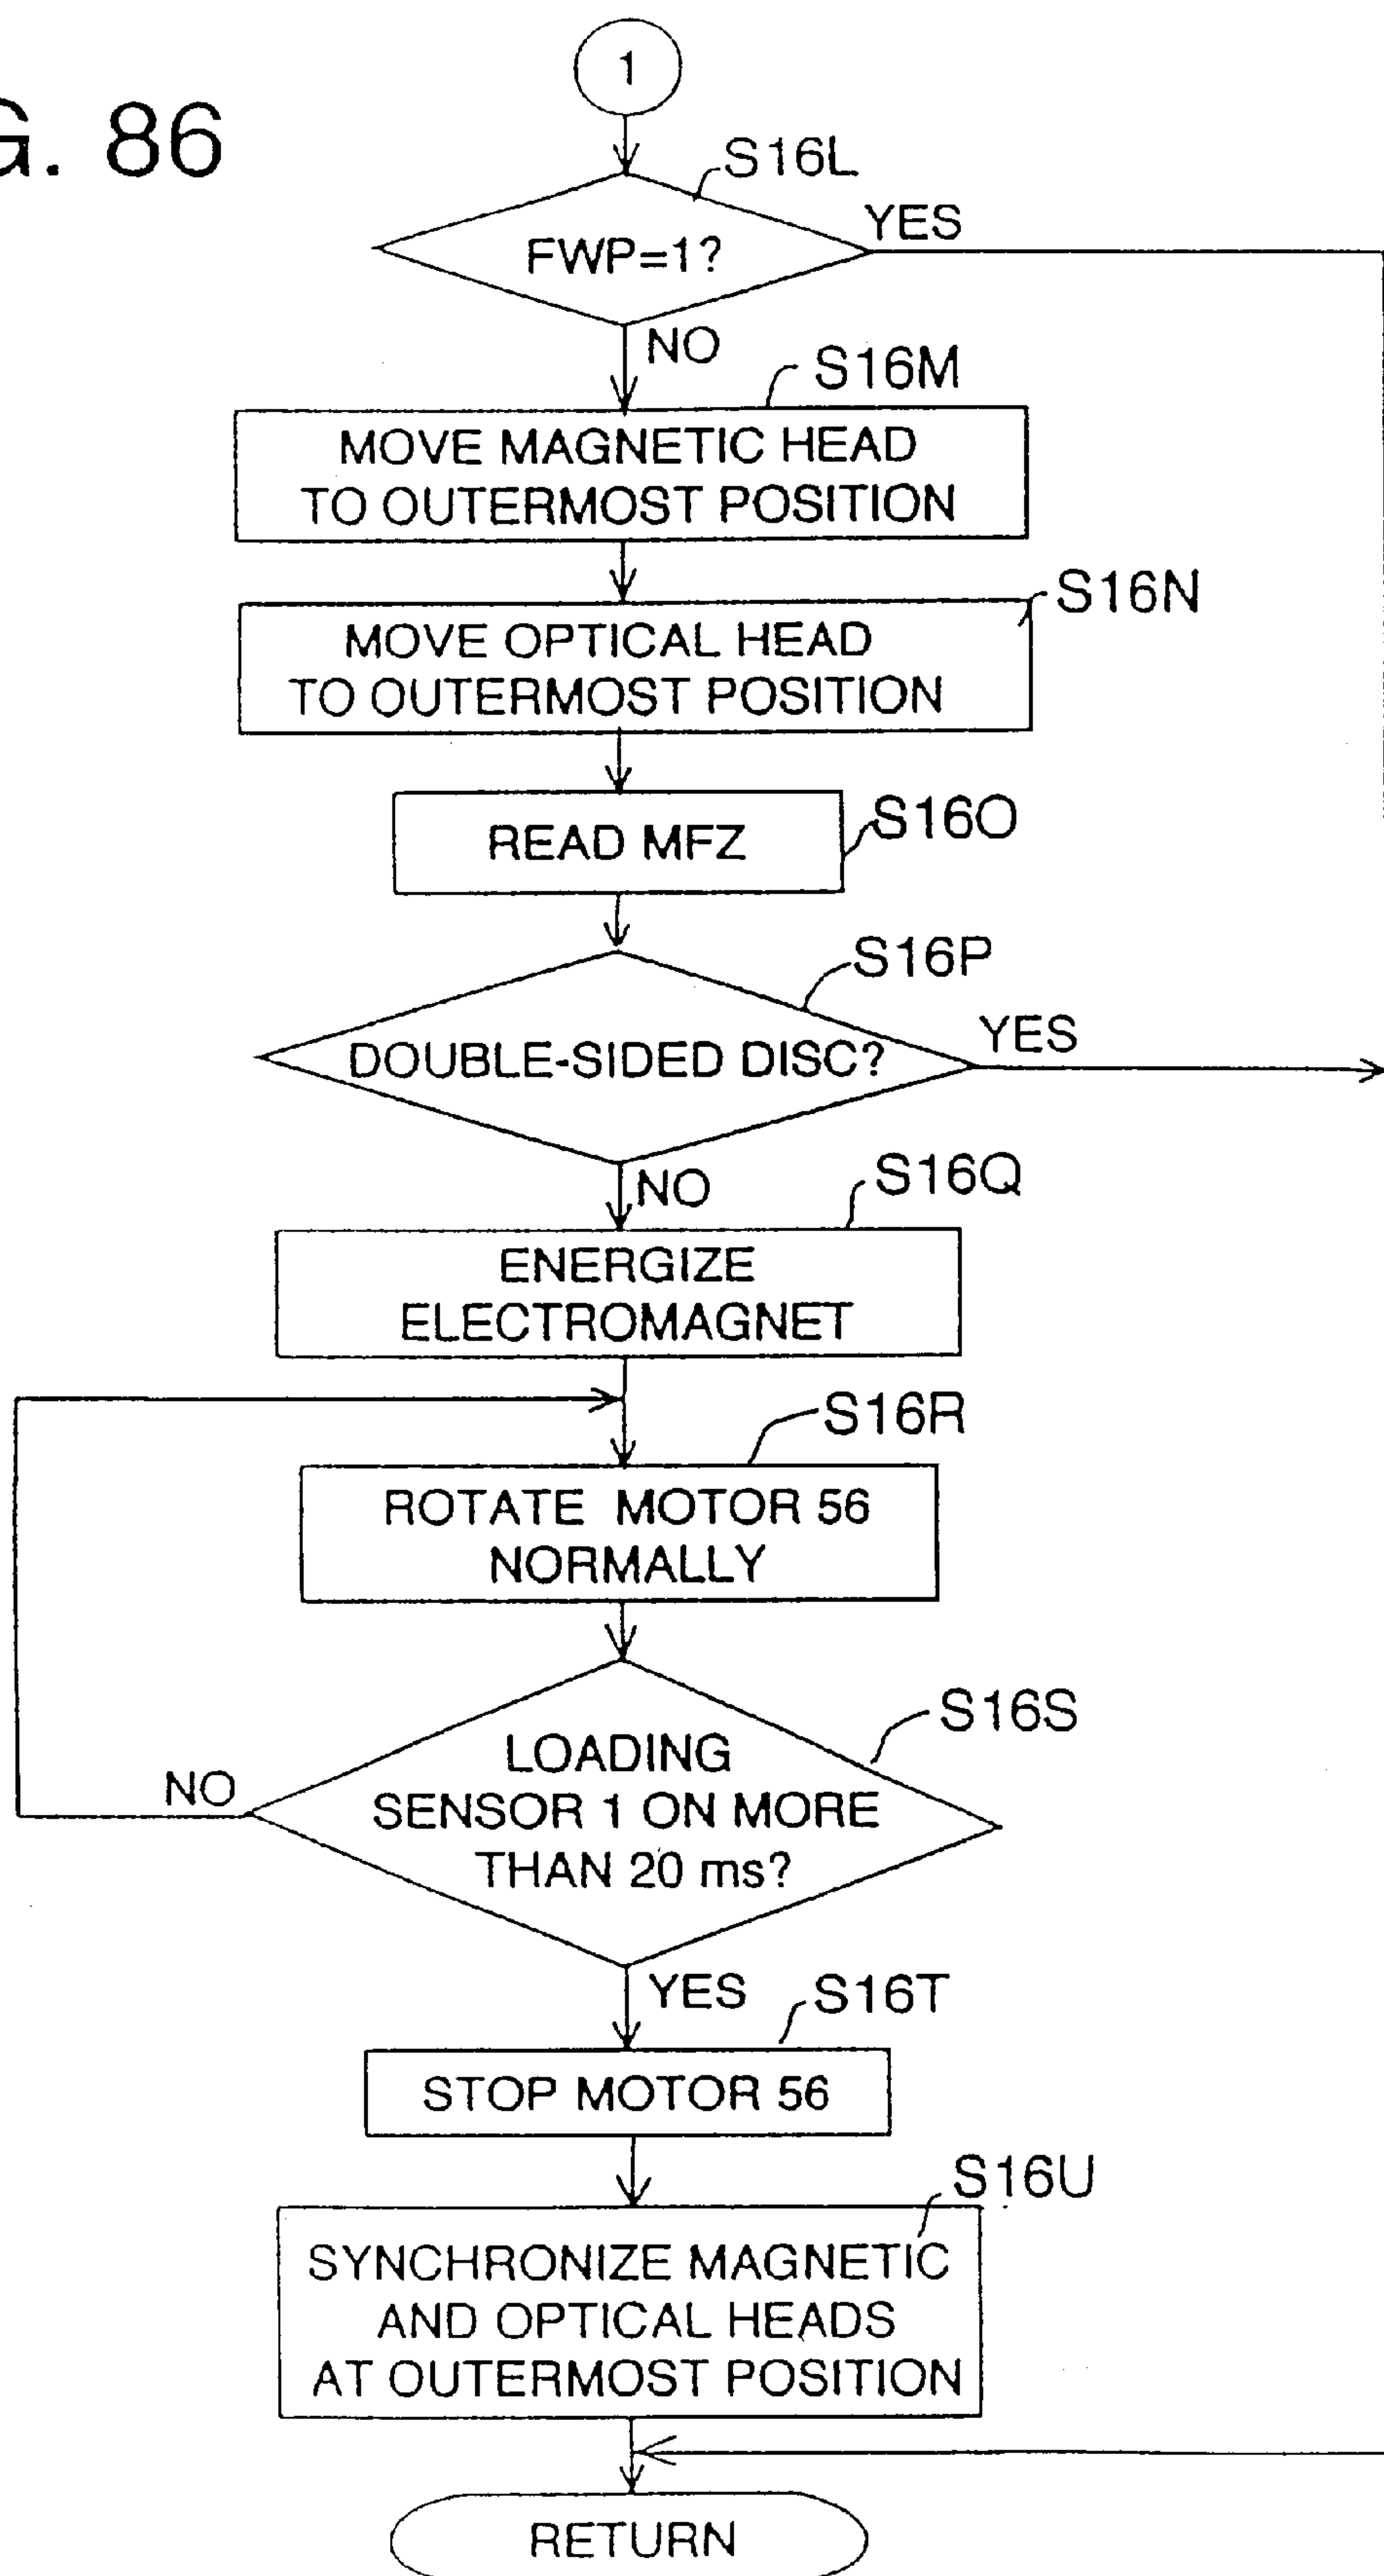 G. 86
1
S16L
FWP=1?
YES
NO
S16M
MOVE MAGNETIC HEAD
TO OUTERMOST POSITION
S16N
MOVE OPTICAL HEAD
TO OUTERMOST POSITION
S16O
READ MFZ
S16P
DOUBLE-SIDED DISC?
YES
NO
S16Q
ENERGIZE
ELECTROMAGNET
S16R
ROTATE MOTOR 56
NORMALLY
S16S
LOADING
SENSOR 1 ON MORE
THAN 20 ms?
NO
YES
S16T
STOP MOTOR 56
S16U
SYNCHRONIZE MAGNETIC
AND OPTICAL HEADS
AT OUTERMOST POSITION
RETURN